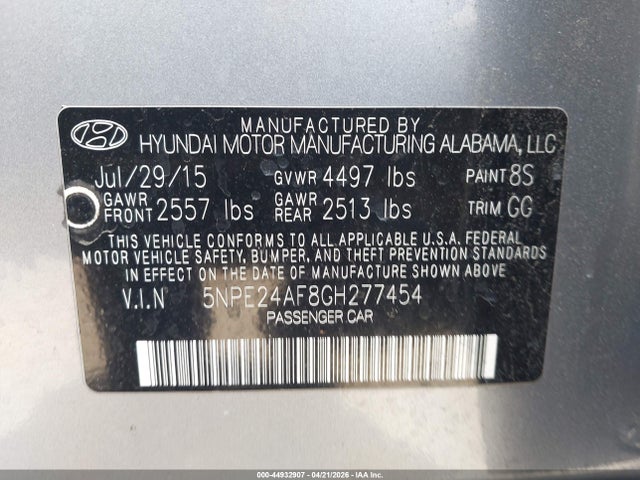 MANUFACTURED BY
HYUNDAI MOTOR MANUFACTURING ALABAMA, LLC
Jul/29/15 GVWR 4497 lbs PAINT 8S
GAWR FRONT 2557 lbs GAWR REAR 2513 lbs TRIM GG
THIS VEHICLE CONFORMS TO ALL APPLICABLE U.S.A. FEDERAL
MOTOR VEHICLE SAFETY, BUMPER, AND THEFT PREVENTION STANDARDS
IN EFFECT ON THE DATE OF MANUFACTURE SHOWN ABOVE
V.I.N 5NPE24AF8GH277454
PASSENGER CAR
000-44932907 - 04/21/2026 - IAA, Inc.